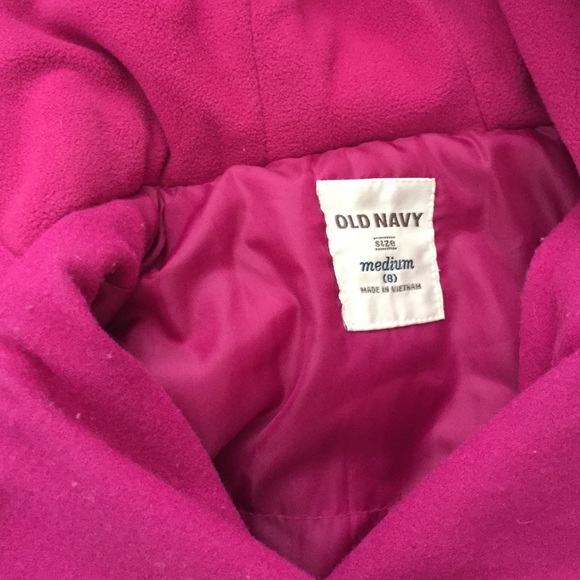 OLD NAVY
size
medium
(8)
MADE IN VIETNAM